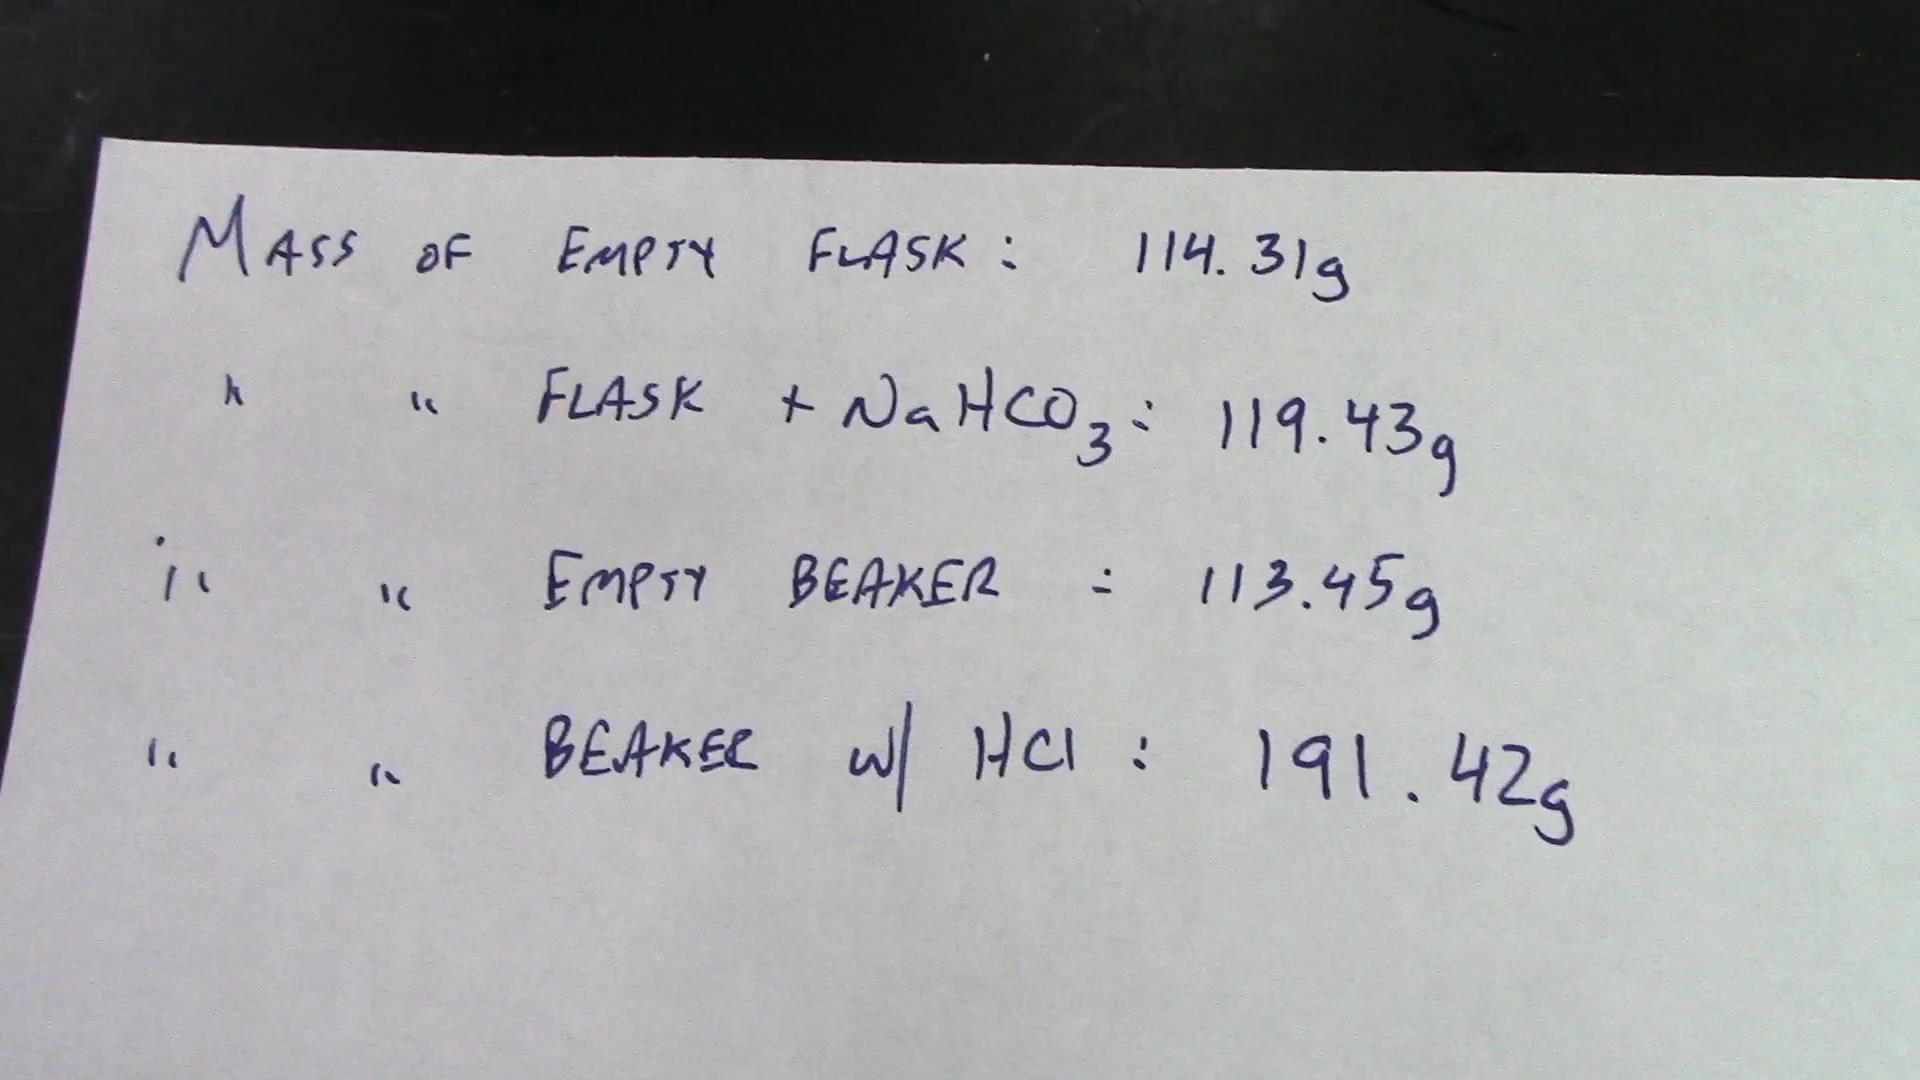 MASS OF EMPTY FLASK: 114.31g
" " FLASK + NaHCO₃: 119.43g
" " EMPTY BEAKER : 113.45g
" " BEAKER w/ HCl : 191.42g